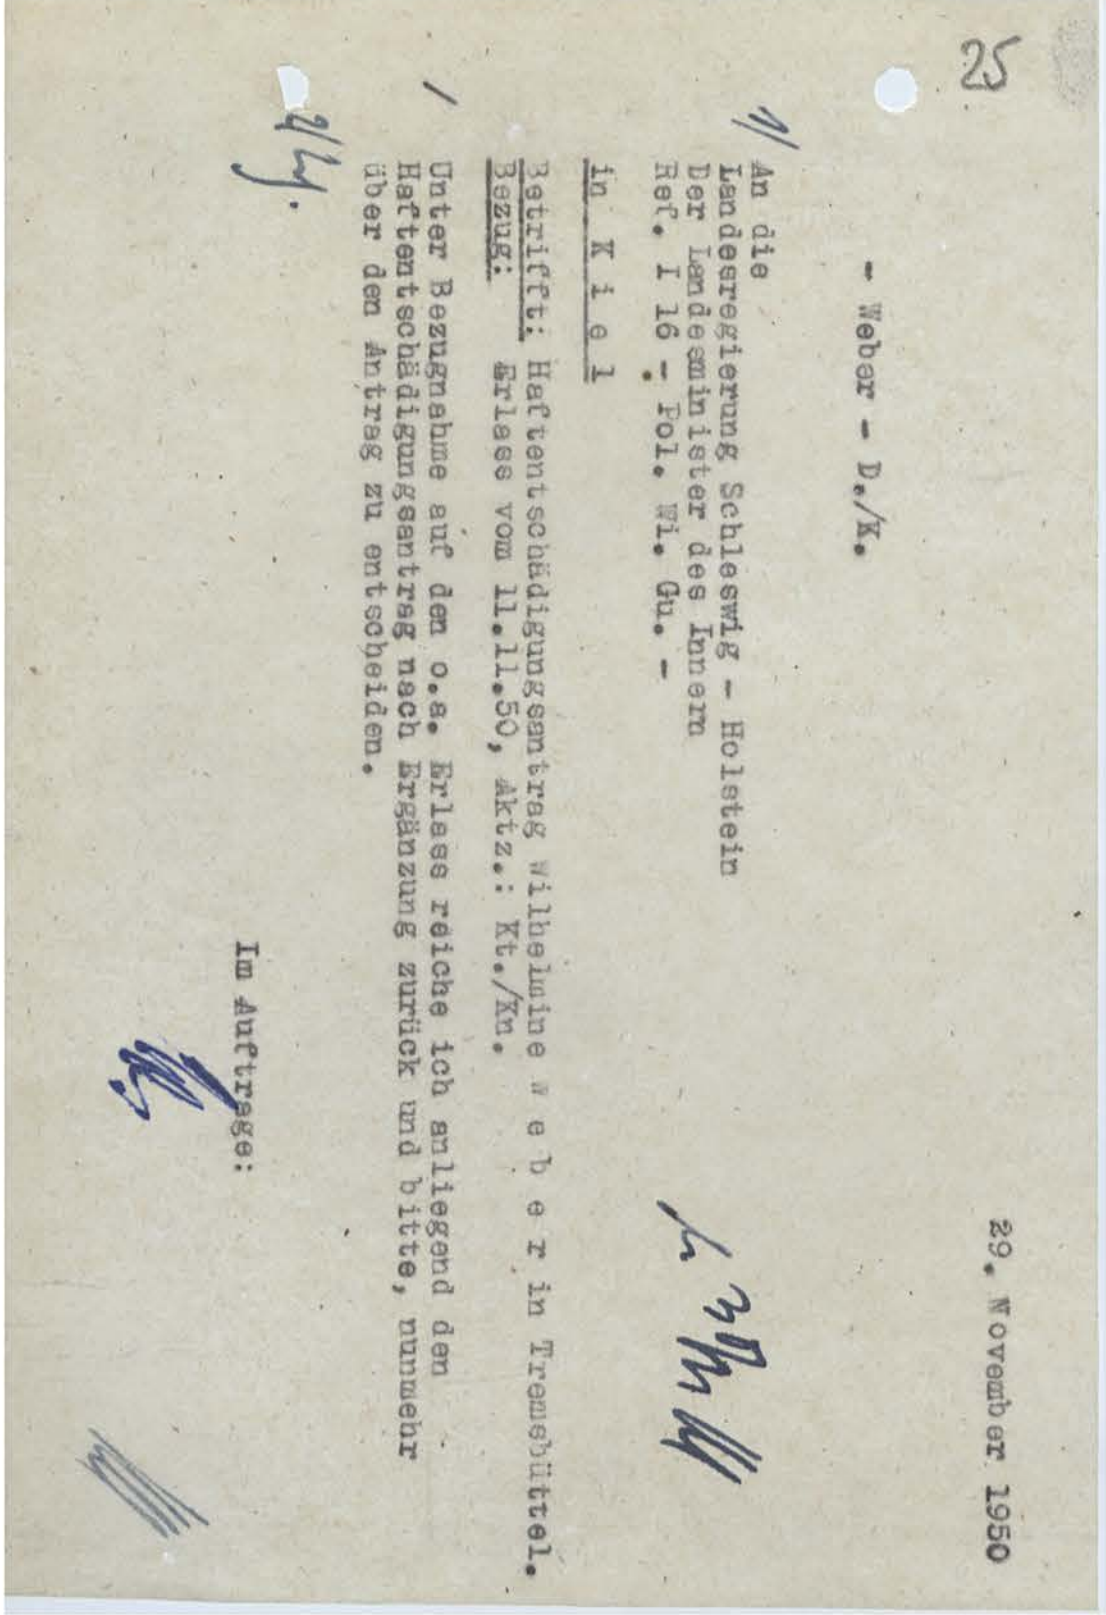 25
29. November 1950
- Weber - D./K.
1/ An die
Landesregierung Schleswig - Holstein
Der Landesminister des Innern
Ref. I 16 - Pol. Wi. Gu. -
in K i e l
Betrifft: Haftentschädigungsantrag Wilhelmine W e b e r in Tremsbüttel.
Bezug: Erlass vom 11.11.50, Aktz.: Kt./Kn.
Unter Bezugnahme auf den o.a. Erlass reiche ich anliegend den
Haftentschädigungsantrag nach Ergänzung zurück und bitte, nunmehr
über den Antrag zu entscheiden.
Im Auftrage: